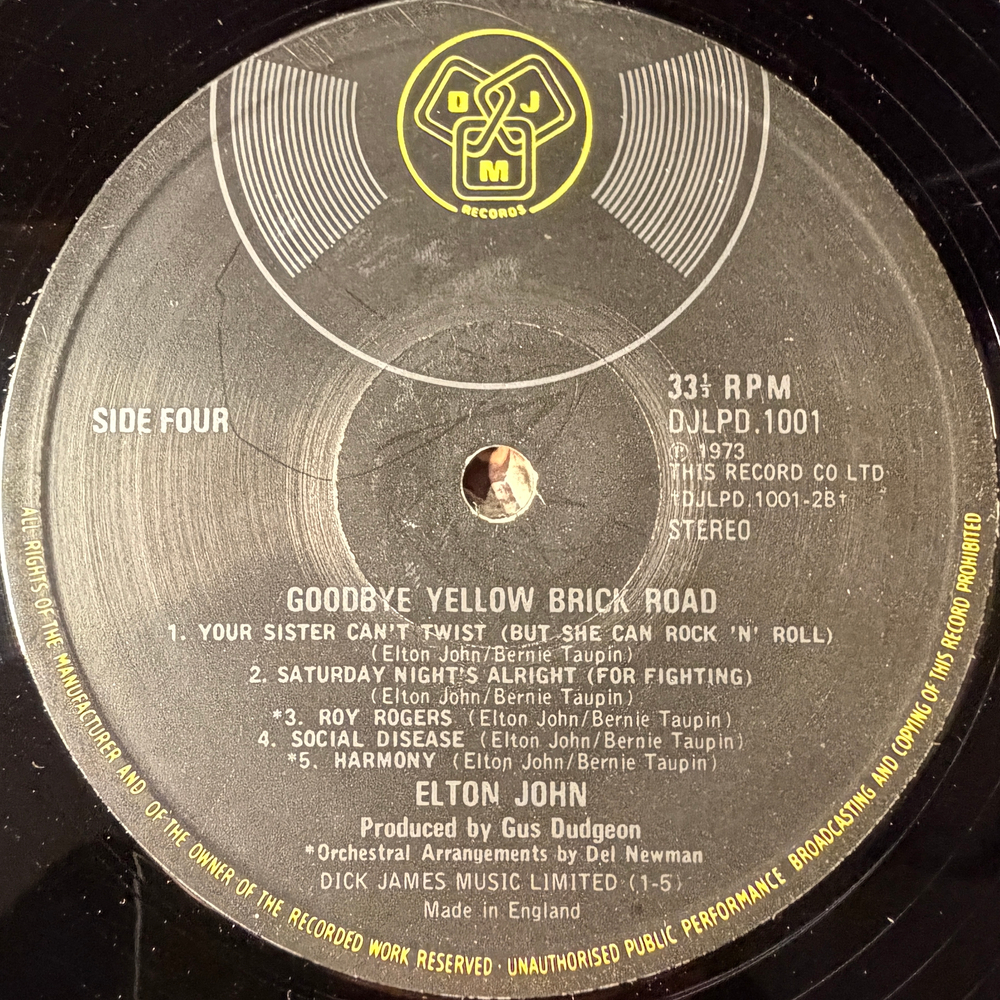 D J
M
RECORDS
SIDE FOUR
33⅓ RPM
DJLPD.1001
℗ 1973
THIS RECORD CO LTD
†DJLPD.1001-2B†
STEREO
GOODBYE YELLOW BRICK ROAD
1. YOUR SISTER CAN'T TWIST (BUT SHE CAN ROCK 'N' ROLL)
(Elton John/Bernie Taupin)
2. SATURDAY NIGHT'S ALRIGHT (FOR FIGHTING)
(Elton John/Bernie Taupin)
*3. ROY ROGERS (Elton John/Bernie Taupin)
4. SOCIAL DISEASE (Elton John/Bernie Taupin)
*5. HARMONY (Elton John/Bernie Taupin)
ELTON JOHN
Produced by Gus Dudgeon
*Orchestral Arrangements by Del Newman
DICK JAMES MUSIC LIMITED (1-5)
Made in England
ALL RIGHTS OF THE MANUFACTURER AND OF THE OWNER OF THE RECORDED WORK RESERVED · UNAUTHORISED PUBLIC PERFORMANCE BROADCASTING AND COPYING OF THIS RECORD PROHIBITED